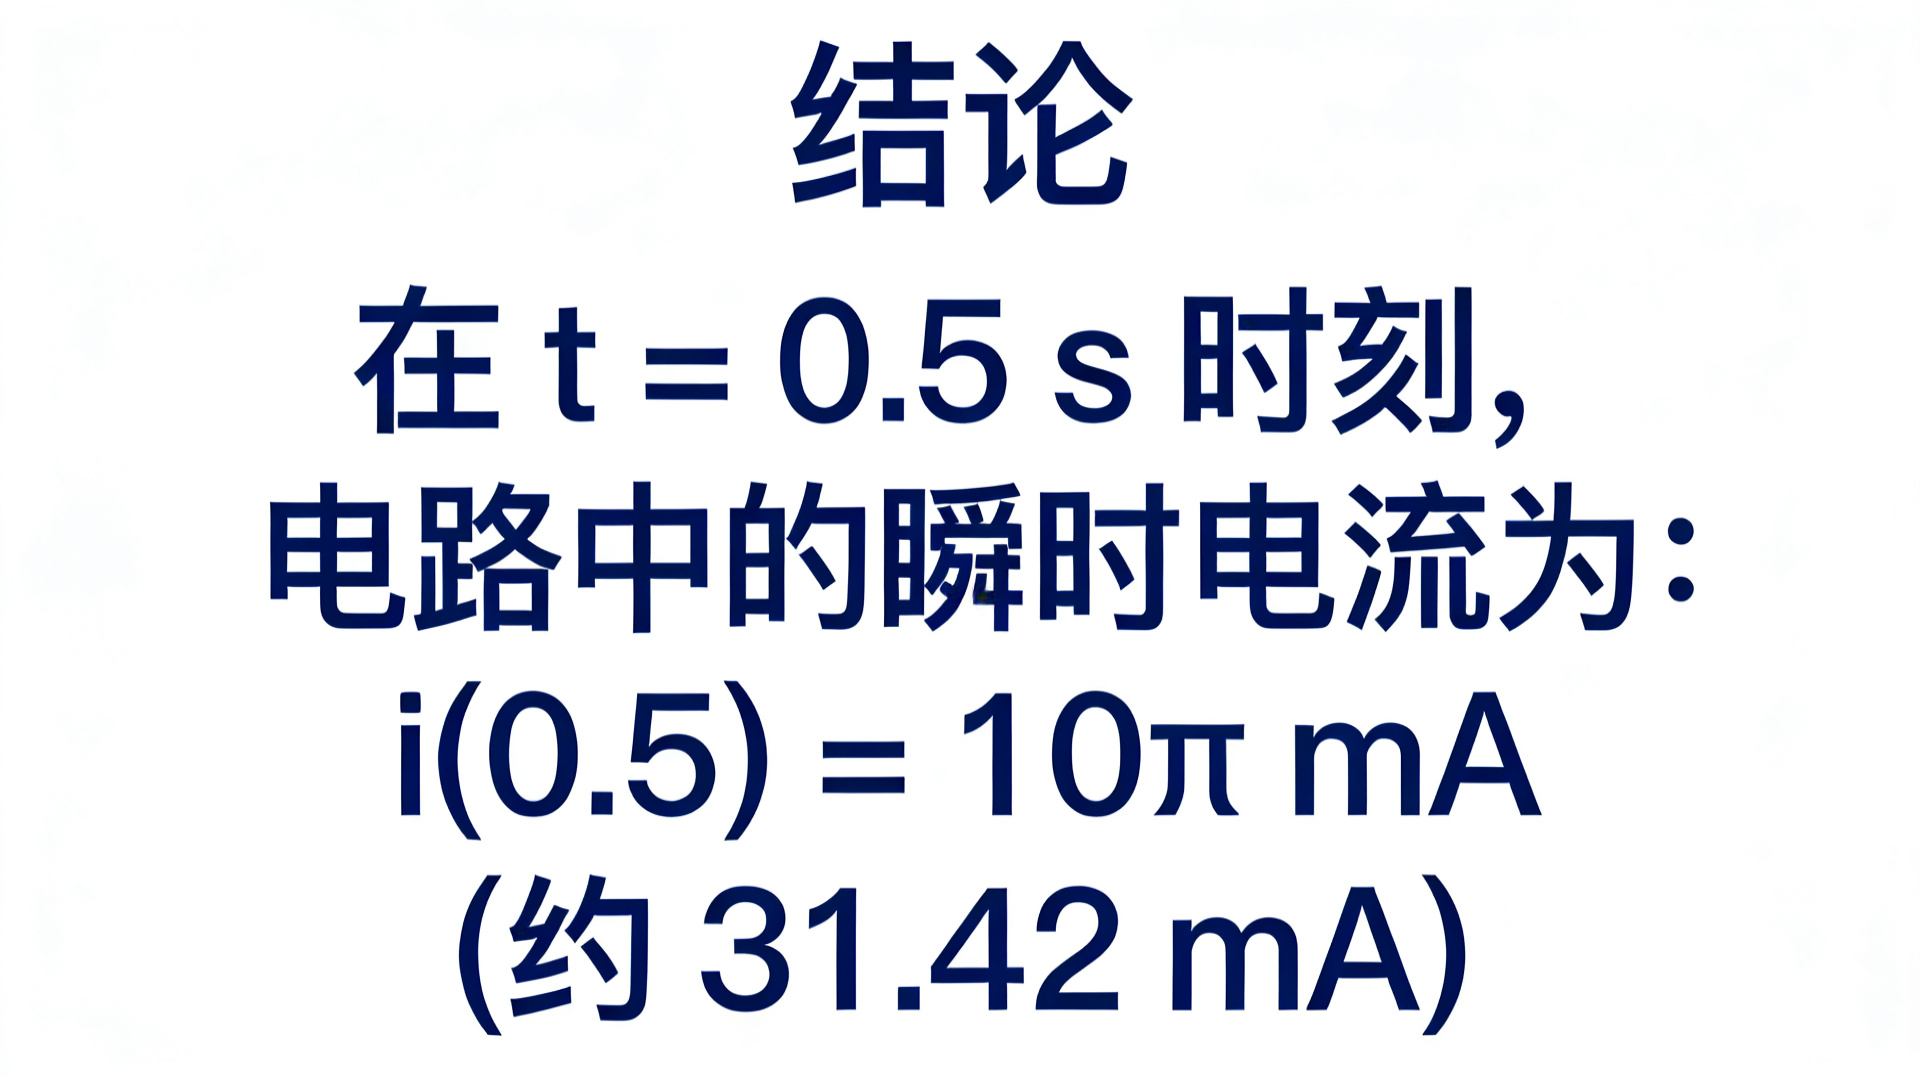 结论
在 t = 0.5 s 时刻,
电路中的瞬时电流为:
i(0.5) = 10π mA
(约 31.42 mA)